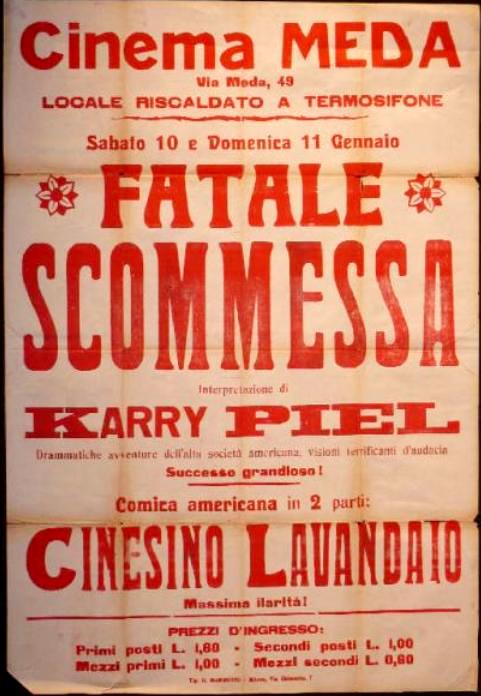 Cinema MEDA
Via Meda, 49
LOCALE RISCALDATO A TERMOSIFONE
Sabato 10 e Domenica 11 Gennaio
FATALE
SCOMMESSA
Interpretazione di
KARRY PIEL
Drammatiche avventure dell'alta società americana, visioni terrificanti d'audacia
Successo grandioso!
Comica americana in 2 parti:
CINESINO LAVANDAIO
Massima ilarità!
PREZZI D'INGRESSO:
Primi posti L. 1,60 - Secondi posti L. 1,00
Mezzi primi L. 1,00 - Mezzi secondi L. 0,60